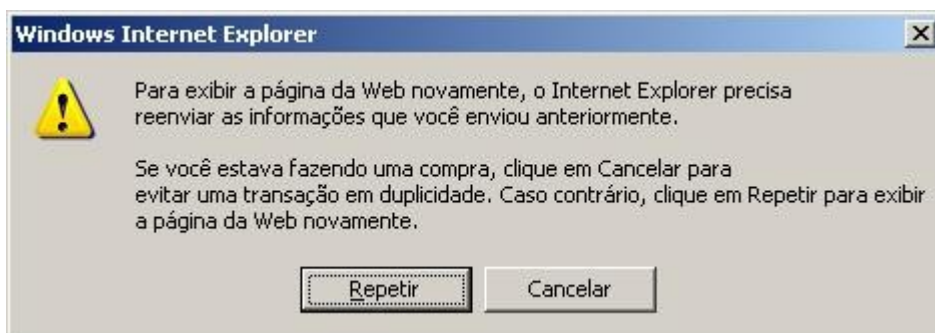 Windows Internet Explorer
Para exibir a página da Web novamente, o Internet Explorer precisa
reenviar as informações que você enviou anteriormente.
Se você estava fazendo uma compra, clique em Cancelar para
evitar uma transação em duplicidade. Caso contrário, clique em Repetir para exibir
a página da Web novamente.
Repetir
Cancelar